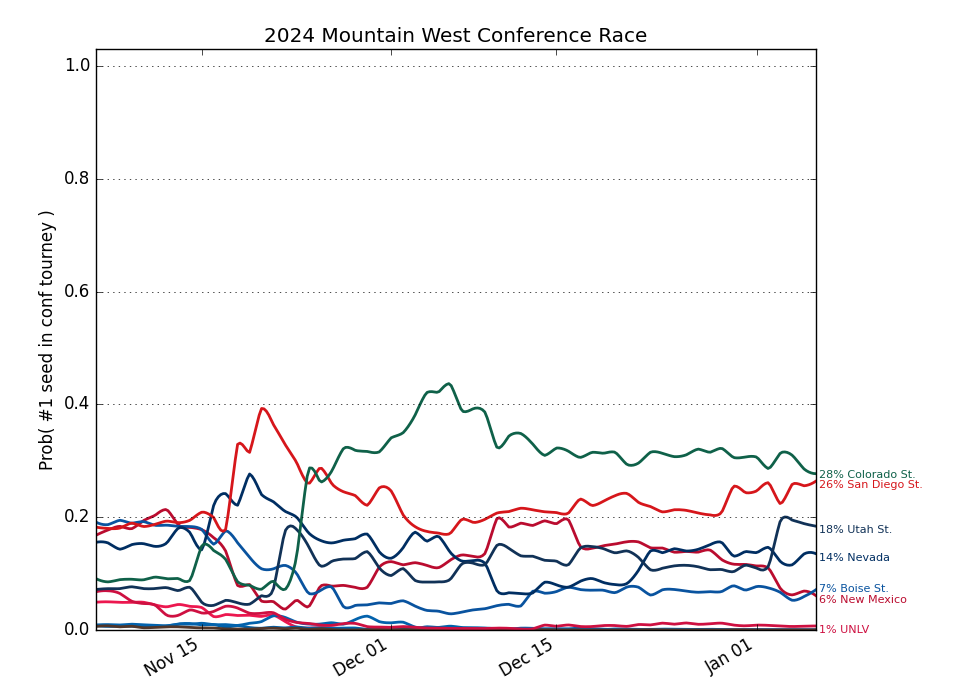 2024 Mountain West Conference Race
Prob( #1 seed in conf tourney )
1.0
0.8
0.6
0.4
0.2
0.0
Nov 15
Dec 01
Dec 15
Jan 01
28% Colorado St.
26% San Diego St.
18% Utah St.
14% Nevada
7% Boise St.
6% New Mexico
1% UNLV